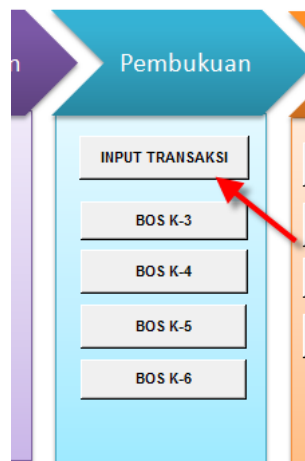 Pembukuan
INPUT TRANSAKSI
BOS K-3
BOS K-4
BOS K-5
BOS K-6